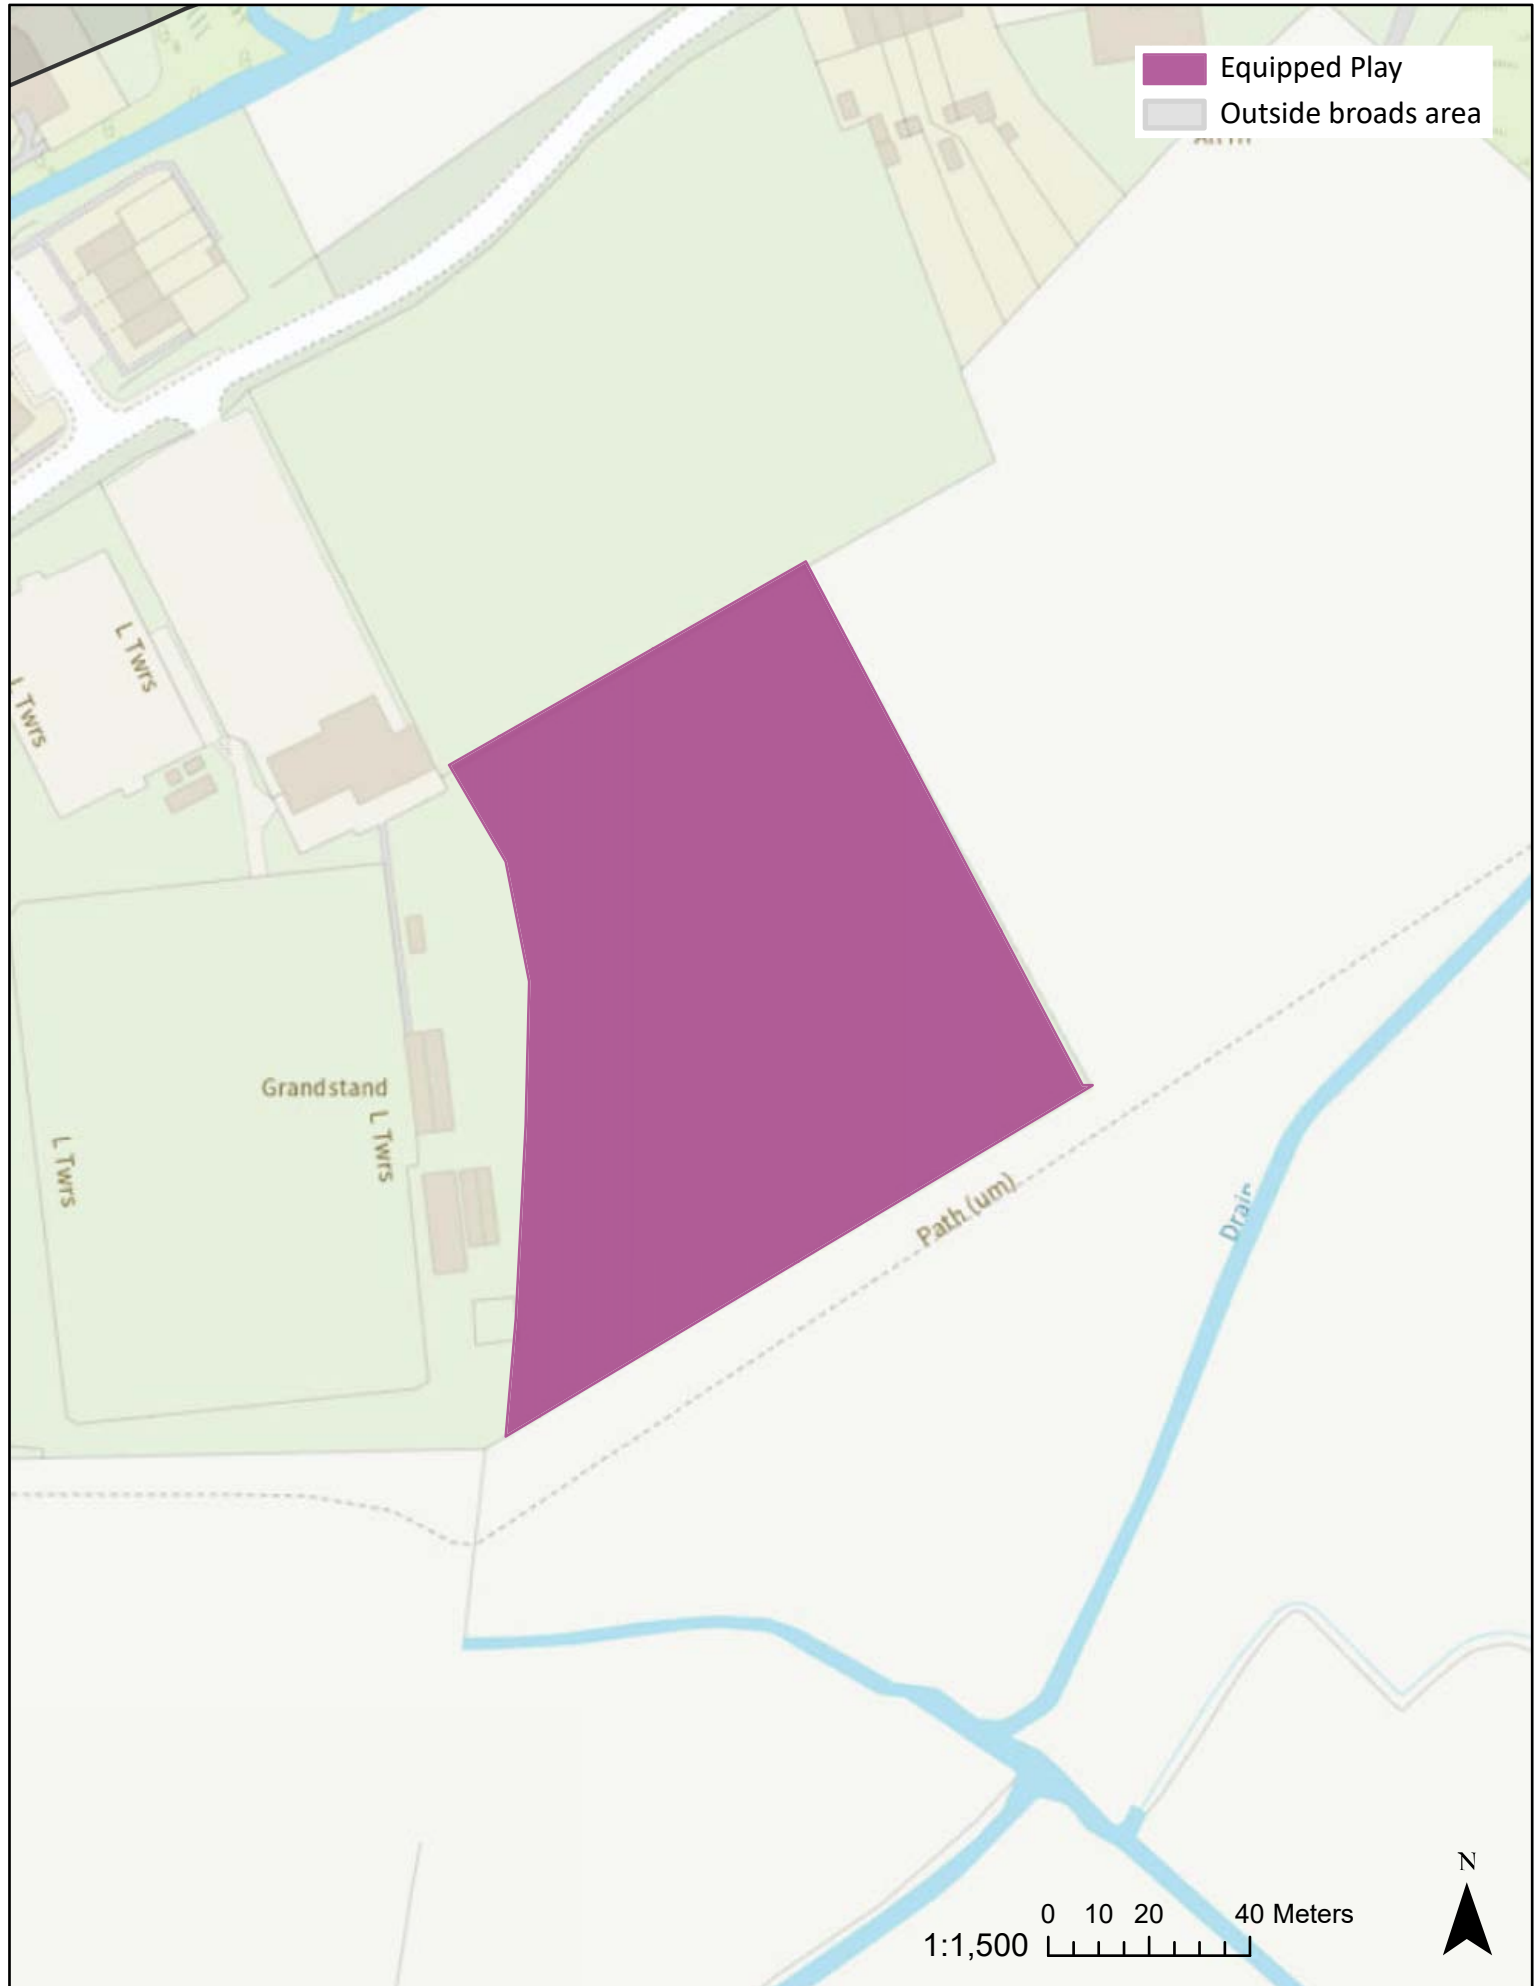 Equipped Play
Outside broads area
L Twrs
L Twrs
Grandstand
L Twrs
L Twrs
Path (um)
Drain
0 10 20 40 Meters
1:1,500
N